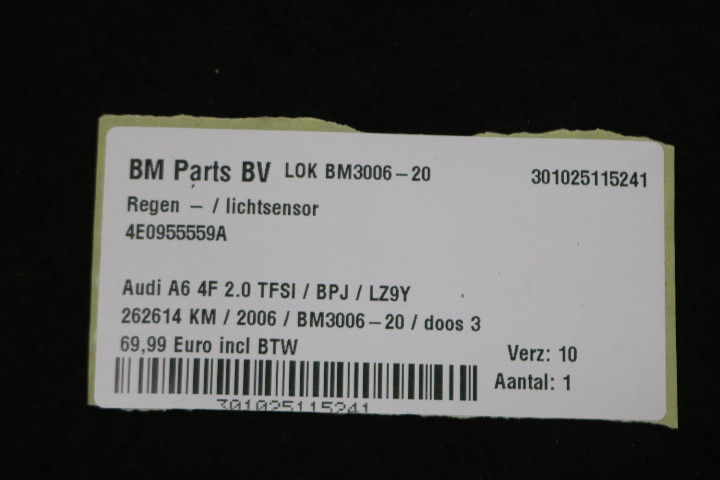 BM Parts BV LOK BM3006-20 301025115241
Regen - / lichtsensor
4E0955559A
Audi A6 4F 2.0 TFSI / BPJ / LZ9Y
262614 KM / 2006 / BM3006-20 / doos 3
69,99 Euro incl BTW
Verz: 10
Aantal: 1
301025115241